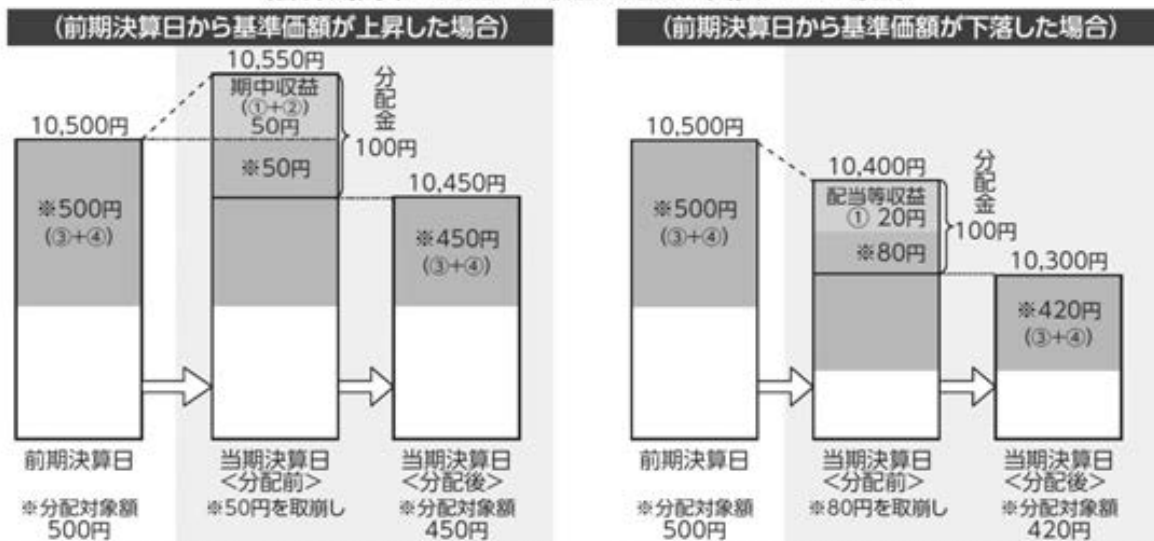 (前期決算日から基準価額が上昇した場合)
10,550円
期中収益
(①+②)
50円
※50円
分配金
100円
10,500円
※500円
(③+④)
10,450円
※450円
(③+④)
前期決算日
当期決算日
<分配前>
当期決算日
<分配後>
※分配対象額
500円
※50円を取崩し
※分配対象額
450円
(前期決算日から基準価額が下落した場合)
10,500円
※500円
(③+④)
10,400円
配当等収益
① 20円
※80円
分配金
100円
10,300円
※420円
(③+④)
前期決算日
当期決算日
<分配前>
当期決算日
<分配後>
※分配対象額
500円
※80円を取崩し
※分配対象額
420円